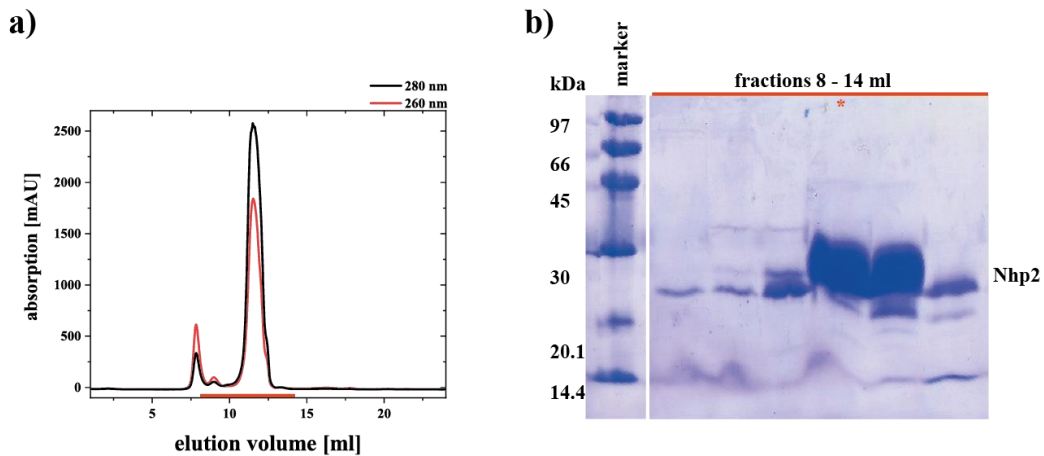 a)
280 nm
260 nm
2500
2000
1500
1000
500
0
absorption [mAU]
5
10
15
20
elution volume [ml]
b)
marker
kDa
fractions 8 - 14 ml
*
97
66
45
30
20.1
14.4
Nhp2